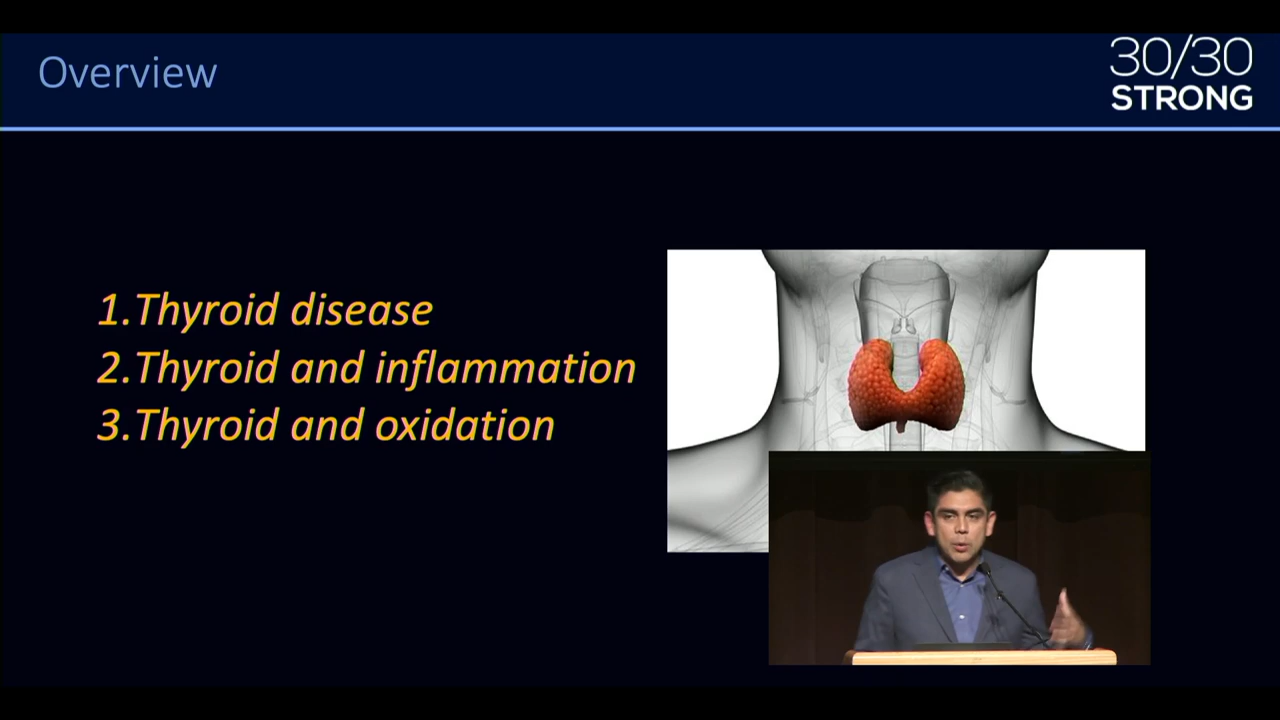 Overview
30/30
STRONG
1.Thyroid disease
2.Thyroid and inflammation
3.Thyroid and oxidation